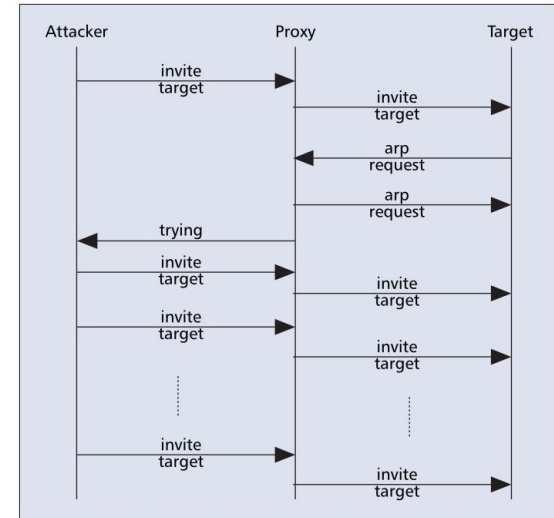 Attacker Proxy Target
invite
target
invite
target
arp
request
arp
request
trying
invite
target
invite
target
invite
target
invite
target
invite
target
invite
target